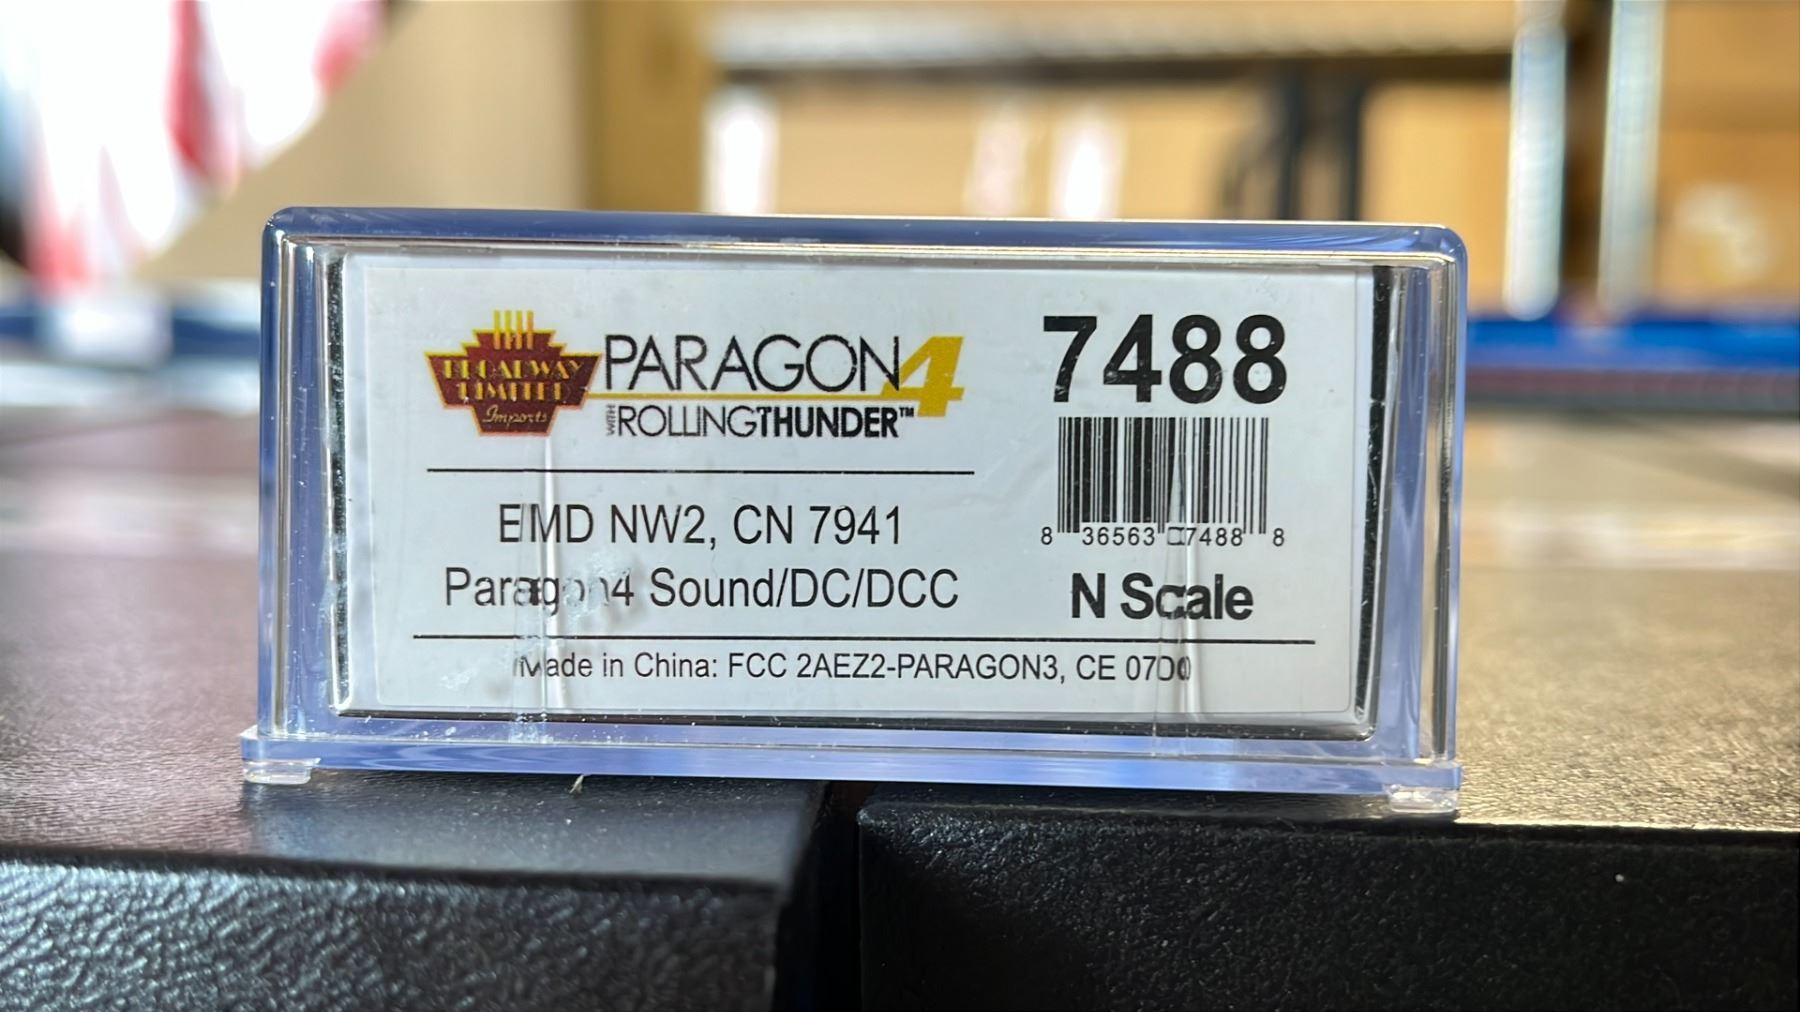 BROADWAY
LIMITED
Imports
PARAGON4
WITH ROLLINGTHUNDER™
7488
EMD NW2, CN 7941
Paragon4 Sound/DC/DCC
8 36563 07488 8
N Scale
Made in China: FCC 2AEZ2-PARAGON3, CE 0700